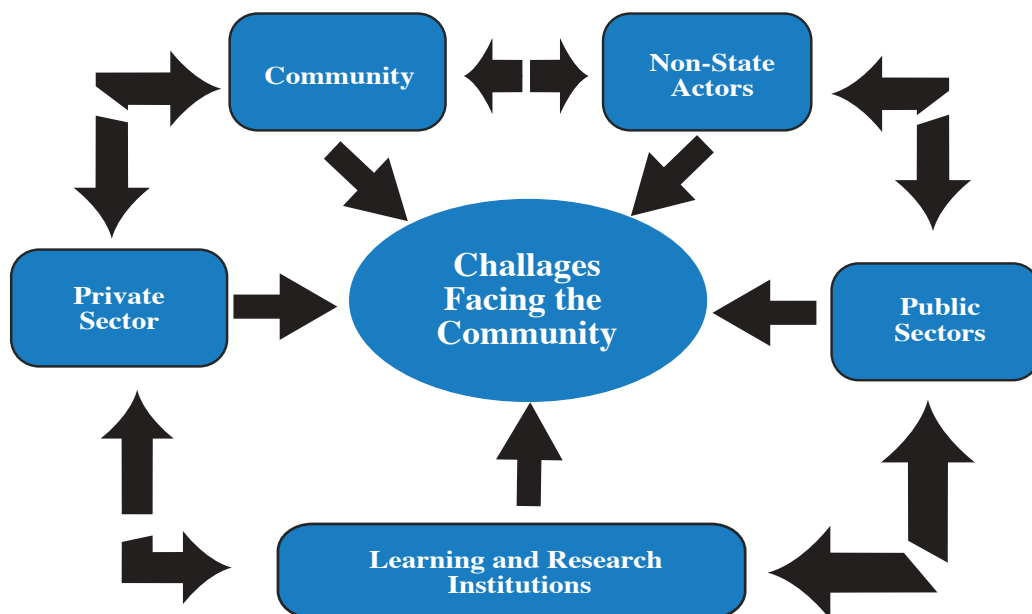 Community
Non-State
Actors
Challages
Facing the
Community
Private
Sector
Public
Sectors
Learning and Research
Institutions